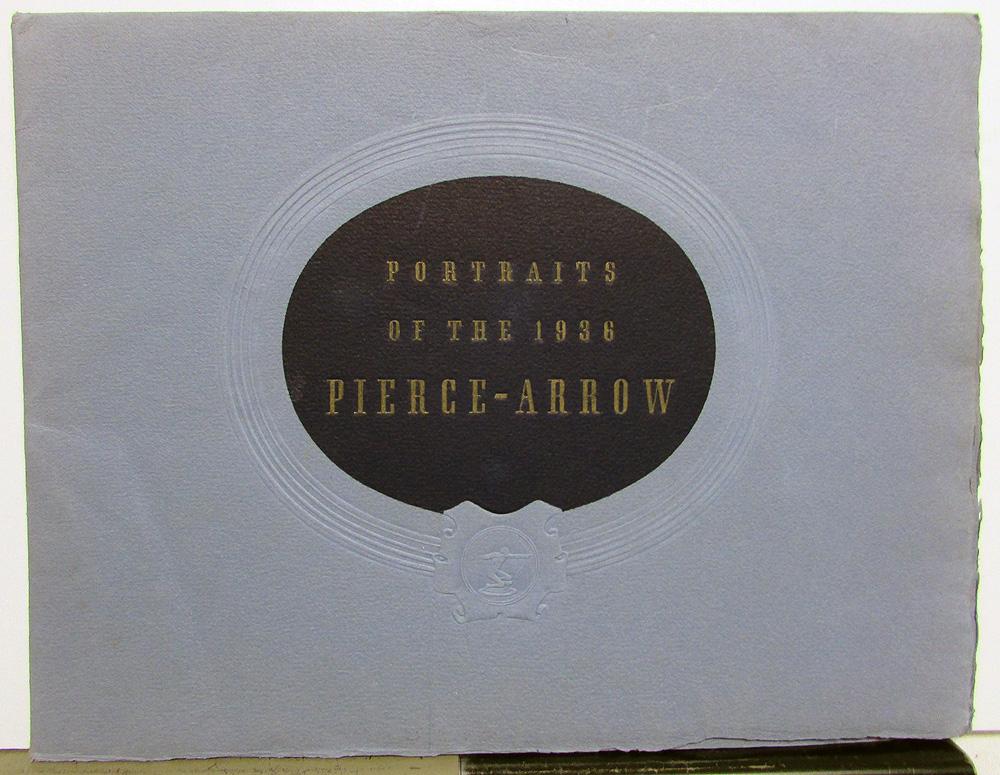 PORTRAITS
OF THE 1936
PIERCE-ARROW